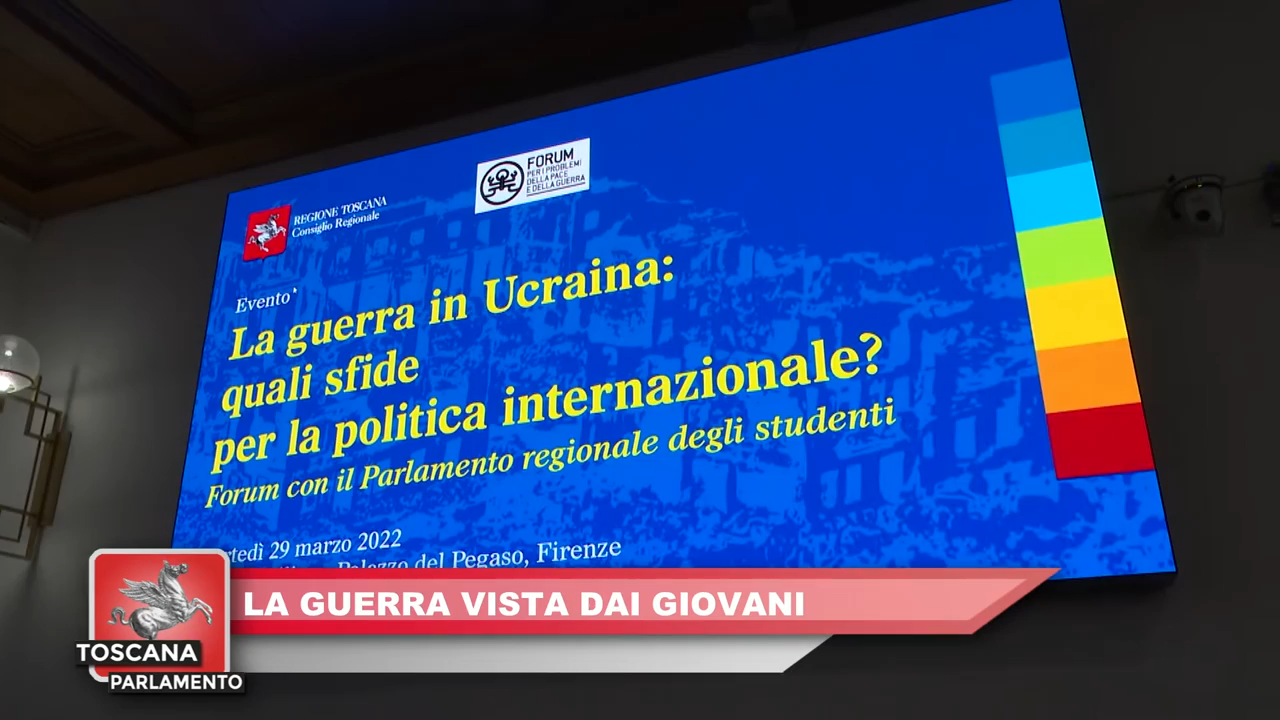 FORUM
PER I PROBLEMI
DELLA PACE
E DELLA GUERRA
REGIONE TOSCANA
Consiglio Regionale
Evento
La guerra in Ucraina:
quali sfide
per la politica internazionale?
Forum con il Parlamento regionale degli studenti
29 marzo 2022
Palazzo del Pegaso, Firenze
LA GUERRA VISTA DAI GIOVANI
TOSCANA
PARLAMENTO